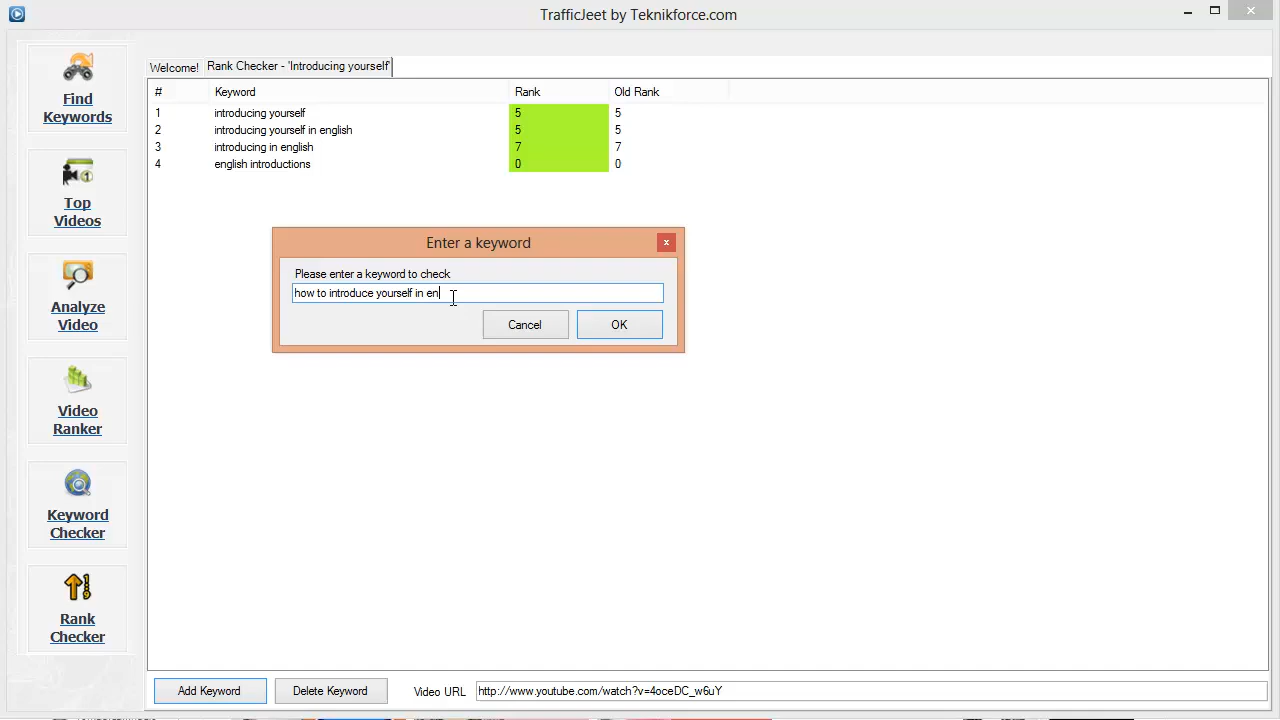 TrafficJeet by Teknikforce.com
Find
Keywords
Top
Videos
Analyze
Video
Video
Ranker
Keyword
Checker
Rank
Checker
Welcome!
Rank Checker - 'Introducing yourself'
# Keyword Rank Old Rank
1 introducing yourself 5 5
2 introducing yourself in english 5 5
3 introducing in english 7 7
4 english introductions 0 0
Enter a keyword
x
Please enter a keyword to check
how to introduce yourself in en
Cancel OK
Add Keyword Delete Keyword Video URL http://www.youtube.com/watch?v=4oceDC_w6uY